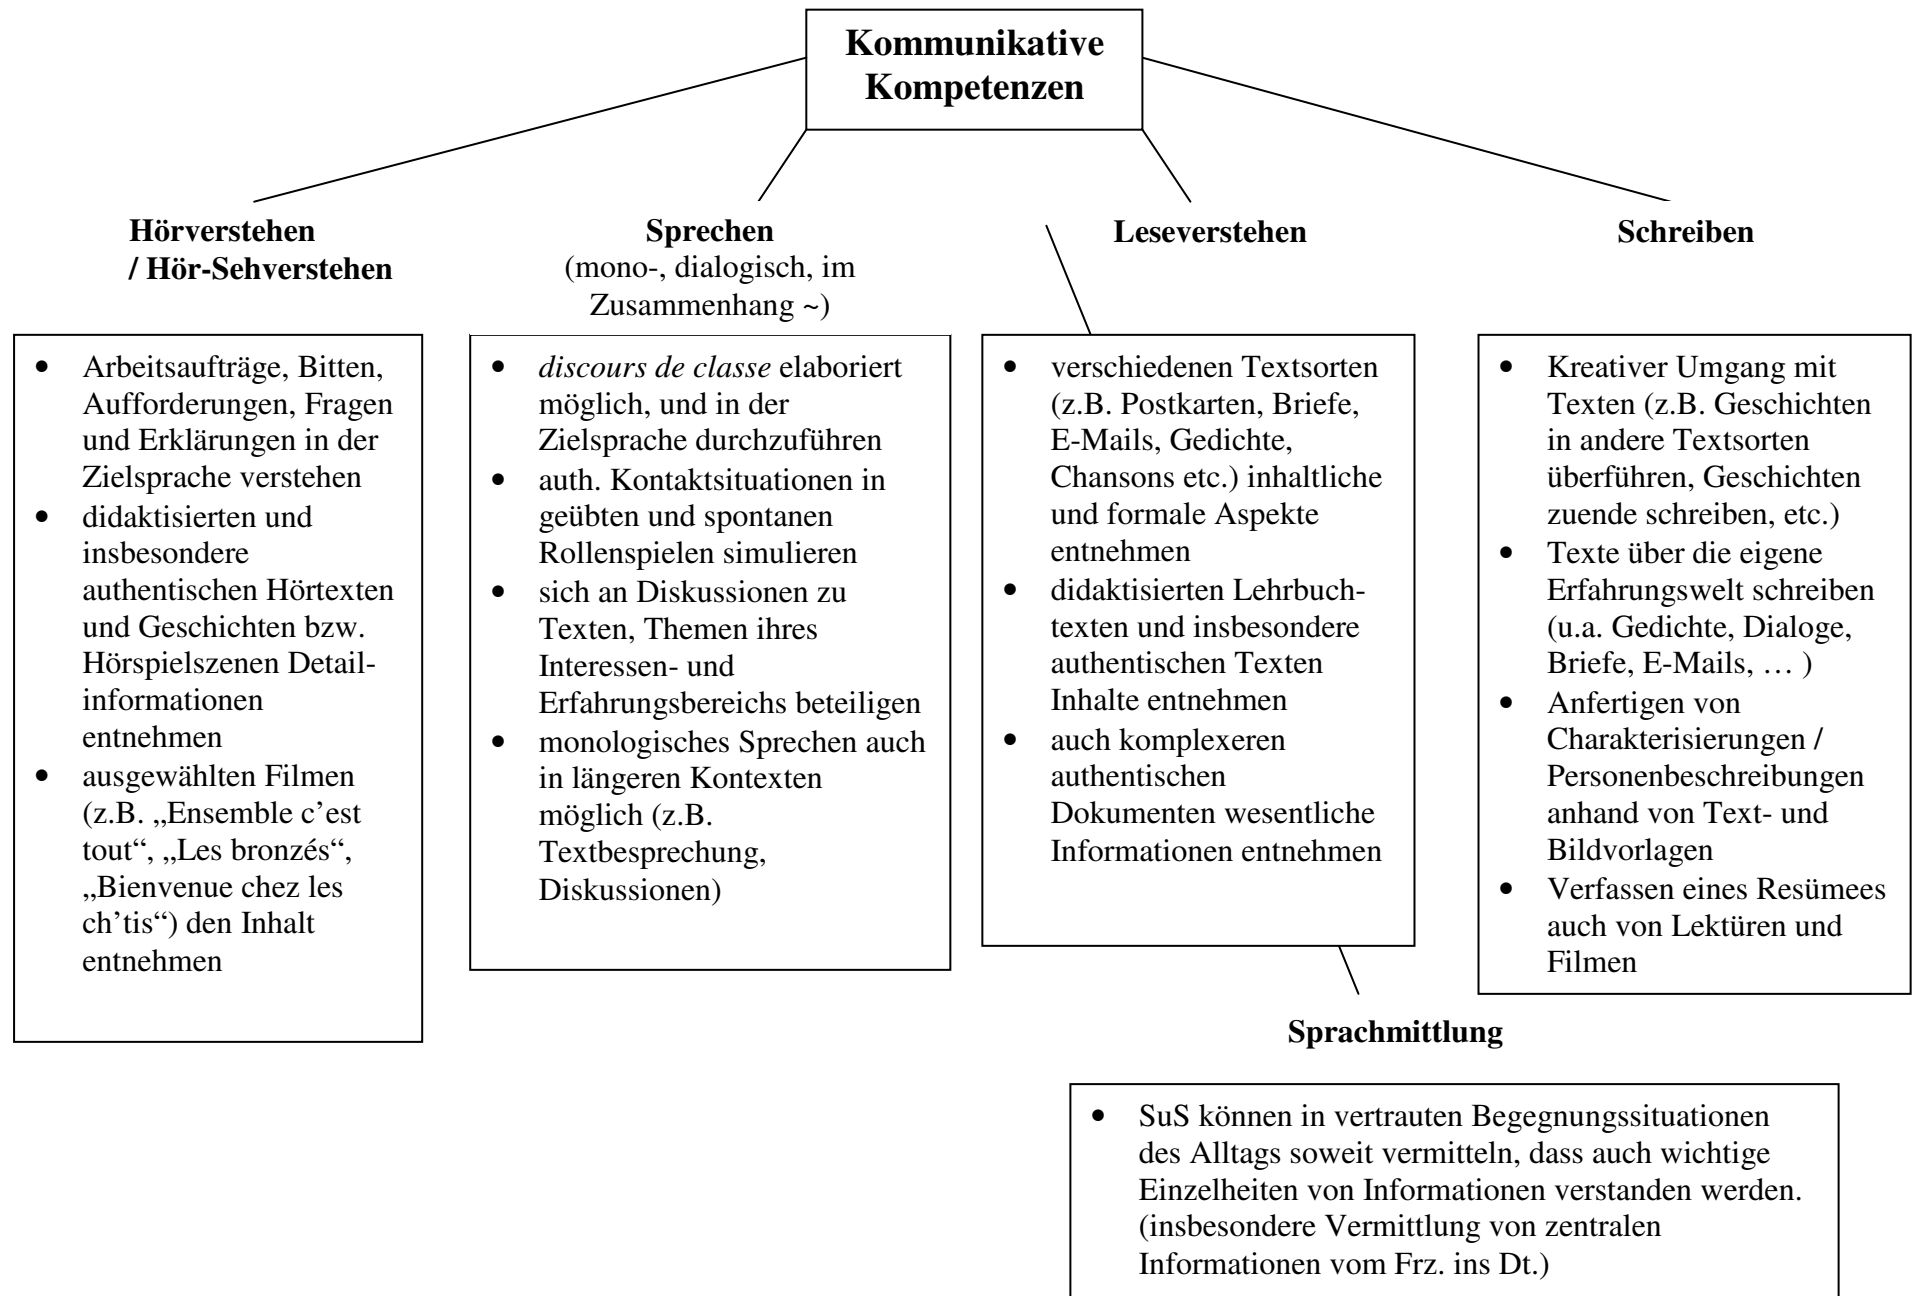 Kommunikative
Kompetenzen
Hörverstehen
/ Hör-Sehverstehen
Sprechen
(mono-, dialogisch, im
Zusammenhang ~)
Leseverstehen
Schreiben
• Arbeitsaufträge, Bitten,
Aufforderungen, Fragen
und Erklärungen in der
Zielsprache verstehen
• didaktisierten und
insbesondere
authentischen Hörtexten
und Geschichten bzw.
Hörspielszenen Detail-
informationen
entnehmen
• ausgewählten Filmen
(z.B. „Ensemble c’est
tout“, „Les bronzés“,
„Bienvenue chez les
ch’tis“) den Inhalt
entnehmen
• discours de classe elaboriert
möglich, und in der
Zielsprache durchzuführen
• auth. Kontaktsituationen in
geübten und spontanen
Rollenspielen simulieren
• sich an Diskussionen zu
Texten, Themen ihres
Interessen- und
Erfahrungsbereichs beteiligen
• monologisches Sprechen auch
in längeren Kontexten
möglich (z.B.
Textbesprechung,
Diskussionen)
• verschiedenen Textsorten
(z.B. Postkarten, Briefe,
E-Mails, Gedichte,
Chansons etc.) inhaltliche
und formale Aspekte
entnehmen
• didaktisierten Lehrbuch-
texten und insbesondere
authentischen Texten
Inhalte entnehmen
• auch komplexeren
authentischen
Dokumenten wesentliche
Informationen entnehmen
• Kreativer Umgang mit
Texten (z.B. Geschichten
in andere Textsorten
überführen, Geschichten
zuende schreiben, etc.)
• Texte über die eigene
Erfahrungswelt schreiben
(u.a. Gedichte, Dialoge,
Briefe, E-Mails, … )
• Anfertigen von
Charakterisierungen /
Personenbeschreibungen
anhand von Text- und
Bildvorlagen
• Verfassen eines Resümees
auch von Lektüren und
Filmen
Sprachmittlung
• SuS können in vertrauten Begegnungssituationen
des Alltags soweit vermitteln, dass auch wichtige
Einzelheiten von Informationen verstanden werden.
(insbesondere Vermittlung von zentralen
Informationen vom Frz. ins Dt.)